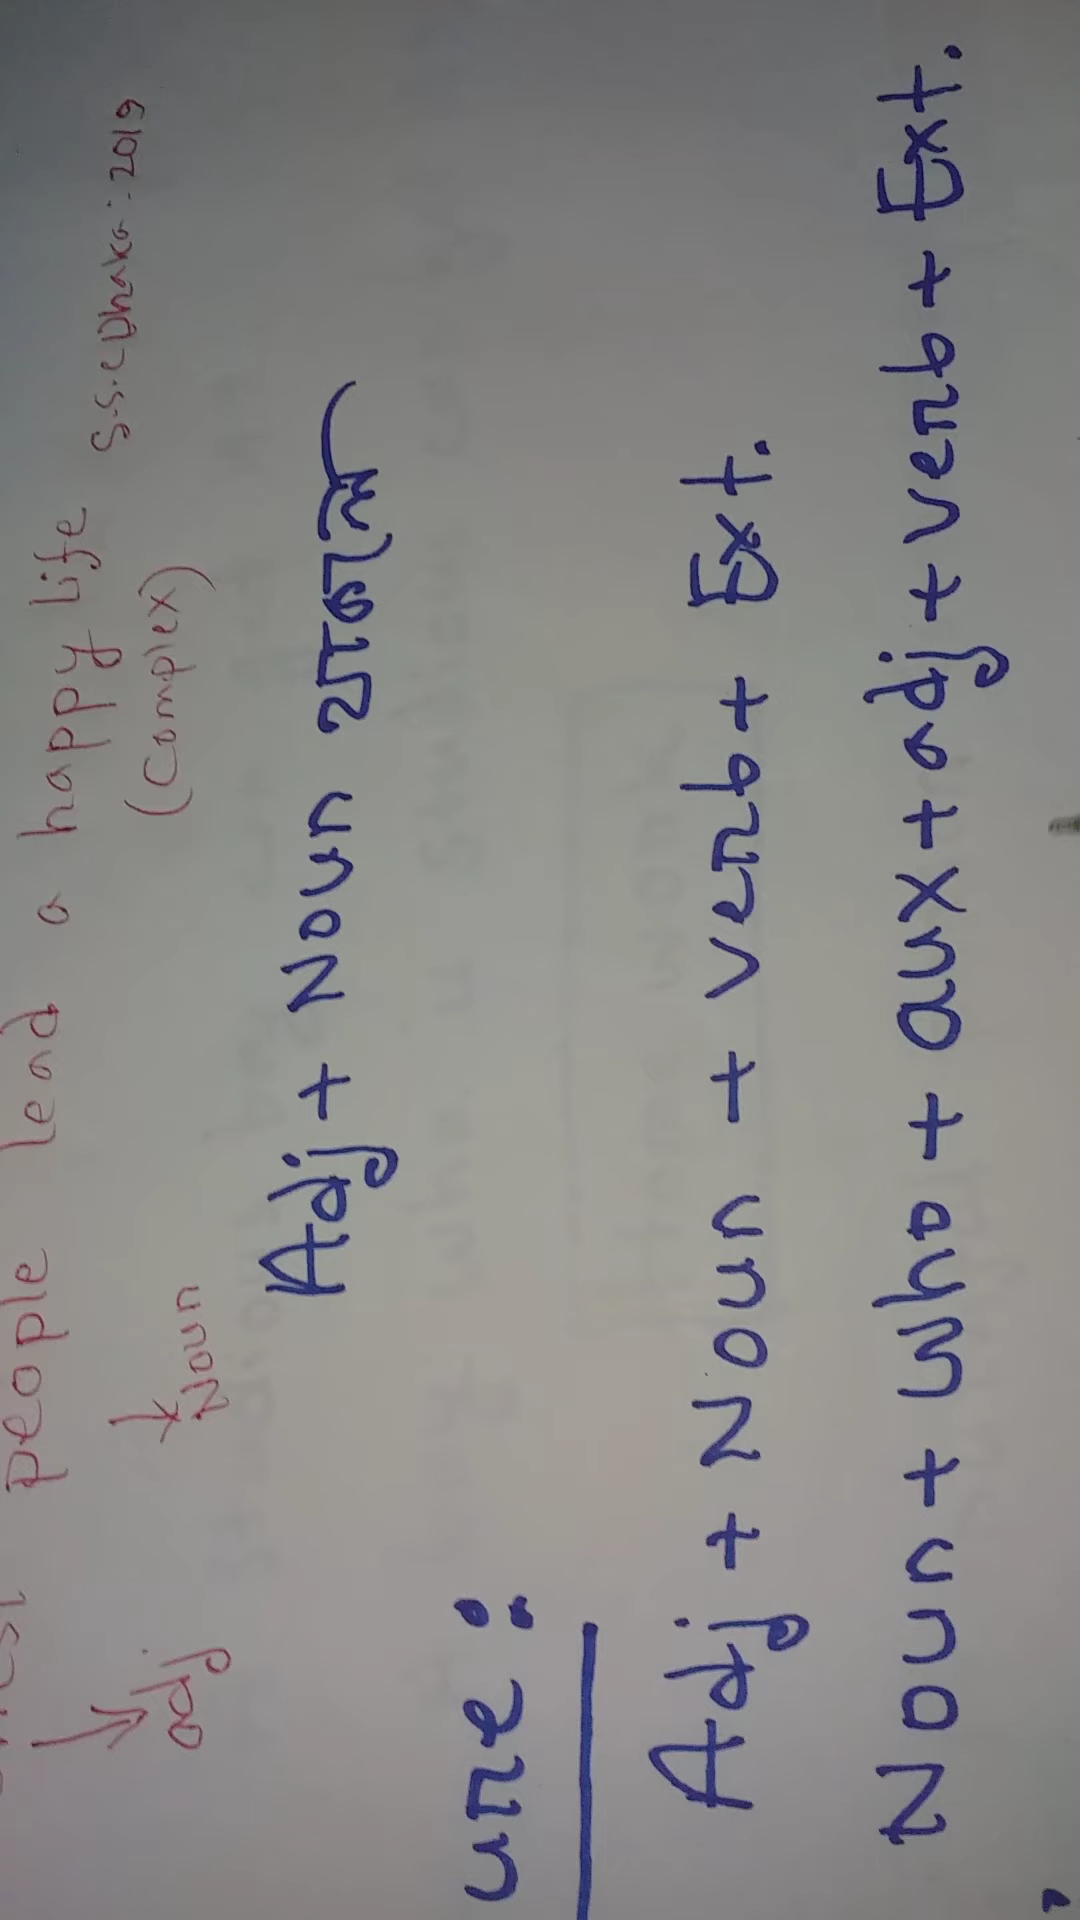 people lead a happy life
(Complex)
S.S.C Dhaka: 2019
adj
Noun
Adj + Noun থাকলে
ure :
Adj + Noun + verb + Ext.
Noun + Who + aux + adj + verb + Ext.